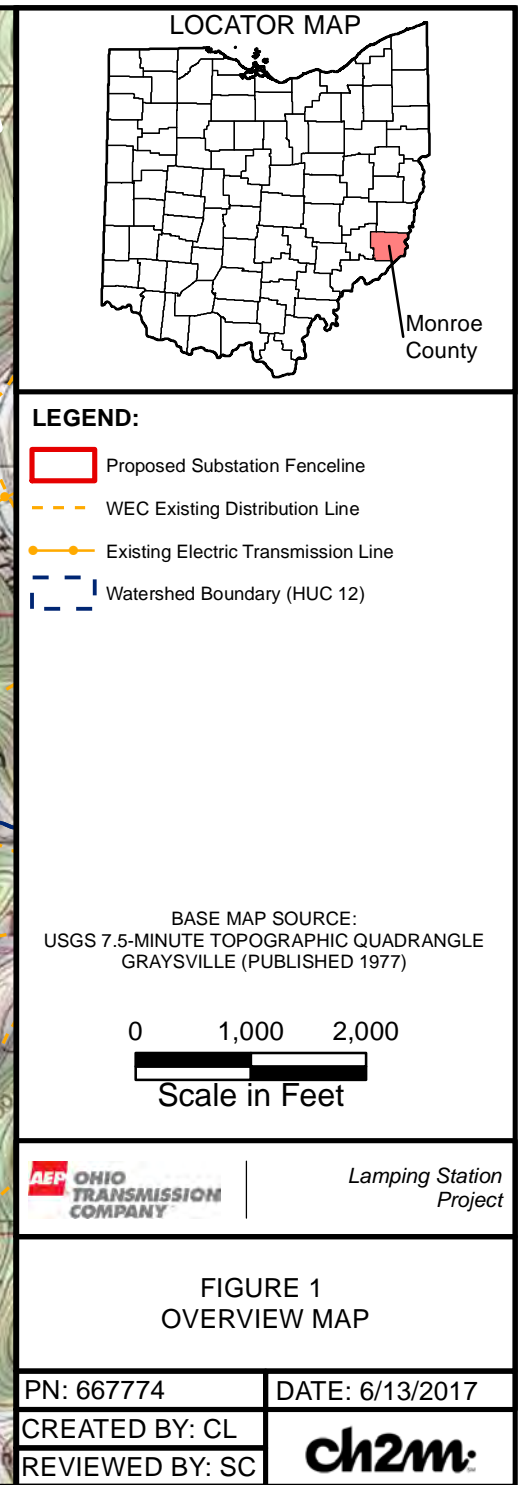 LOCATOR MAP
Monroe
County
LEGEND:
Proposed Substation Fenceline
WEC Existing Distribution Line
Existing Electric Transmission Line
Watershed Boundary (HUC 12)
BASE MAP SOURCE:
USGS 7.5-MINUTE TOPOGRAPHIC QUADRANGLE
GRAYSVILLE (PUBLISHED 1977)
0 1,000 2,000
Scale in Feet
AEP OHIO
TRANSMISSION
COMPANY
Lamping Station
Project
FIGURE 1
OVERVIEW MAP
PN: 667774
DATE: 6/13/2017
CREATED BY: CL
REVIEWED BY: SC
ch2m